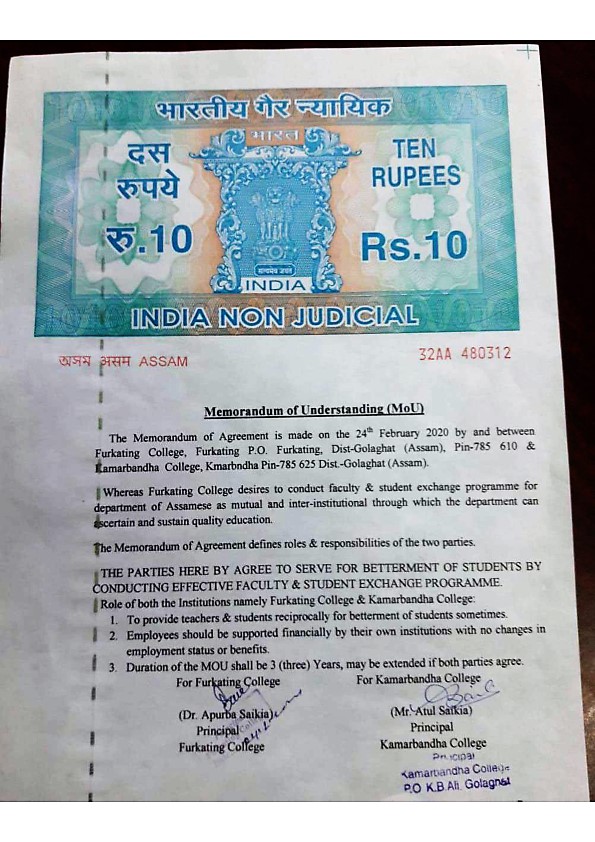 भारतीय गैर न्यायिक
भारत
दस
रुपये
रु.10
TEN
RUPEES
Rs.10
सत्यमेव जयते
INDIA
INDIA NON JUDICIAL
অসম असम ASSAM
32AA 480312
Memorandum of Understanding (MoU)
The Memorandum of Agreement is made on the 24th February 2020 by and between
Furkating College, Furkating P.O. Furkating, Dist-Golaghat (Assam), Pin-785 610 &
Kamarbandha College, Kmarbndha Pin-785 625 Dist.-Golaghat (Assam).
Whereas Furkating College desires to conduct faculty & student exchange programme for
department of Assamese as mutual and inter-institutional through which the department can
ascertain and sustain quality education.
The Memorandum of Agreement defines roles & responsibilities of the two parties.
THE PARTIES HERE BY AGREE TO SERVE FOR BETTERMENT OF STUDENTS BY
CONDUCTING EFFECTIVE FACULTY & STUDENT EXCHANGE PROGRAMME.
Role of both the Institutions namely Furkating College & Kamarbandha College:
1. To provide teachers & students reciprocally for betterment of students sometimes.
2. Employees should be supported financially by their own institutions with no changes in
employment status or benefits.
3. Duration of the MOU shall be 3 (three) Years, may be extended if both parties agree.
For Furkating College
(Dr. Apurba Saikia)
Principal
Furkating College
For Kamarbandha College
(Mr. Atul Saikia)
Principal
Kamarbandha College
Principal
Kamarbandha College
P.O K.B.Ali, Golaghat